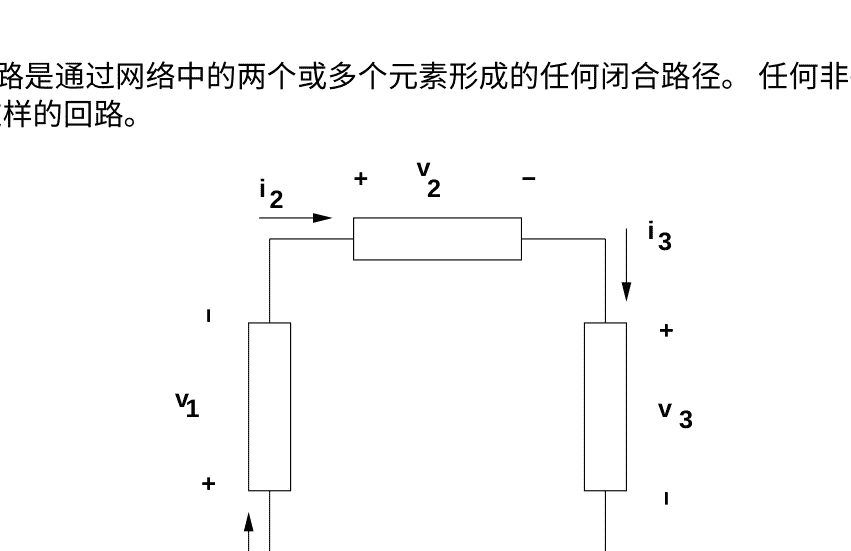 路是通过网络中的两个或多个元素形成的任何闭合路径。 任何非
样的回路。
+ v2 −
i2
i3
+
v1
v3
+